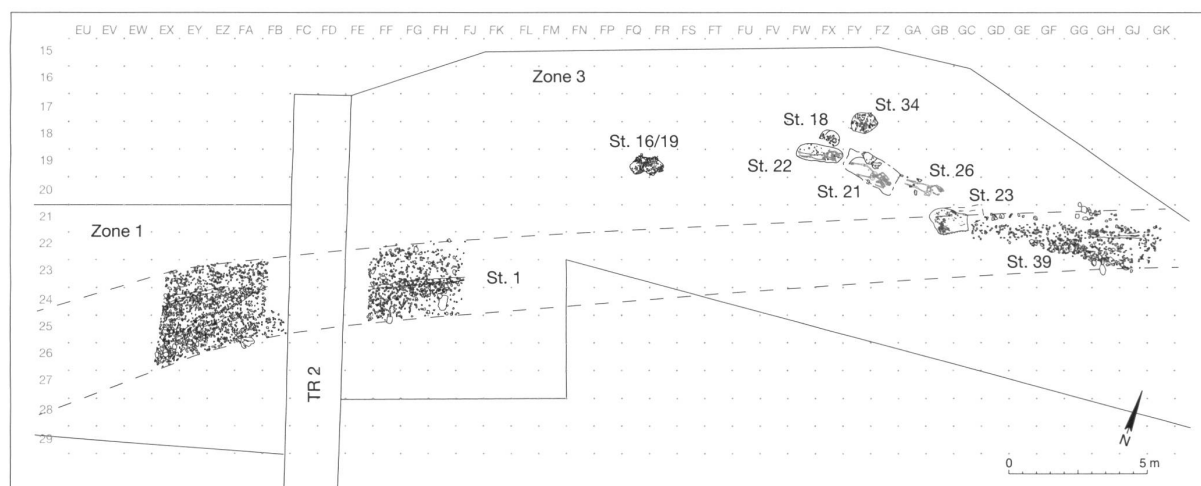 EU EV EW EX EY EZ FA FB FC FD FE FF FG FH FJ FK FL FM FN FP FQ FR FS FT FU FV FW FX FY FZ GA GB GC GD GE GF GG GH GJ GK
15
16
Zone 3
17
St. 34
18
St. 18
St. 16/19
19
St. 22
St. 26
20
St. 21
St. 23
21
Zone 1
22
St. 39
23
St. 1
24
25
26
27
TR 2
28
29
N
0 5 m